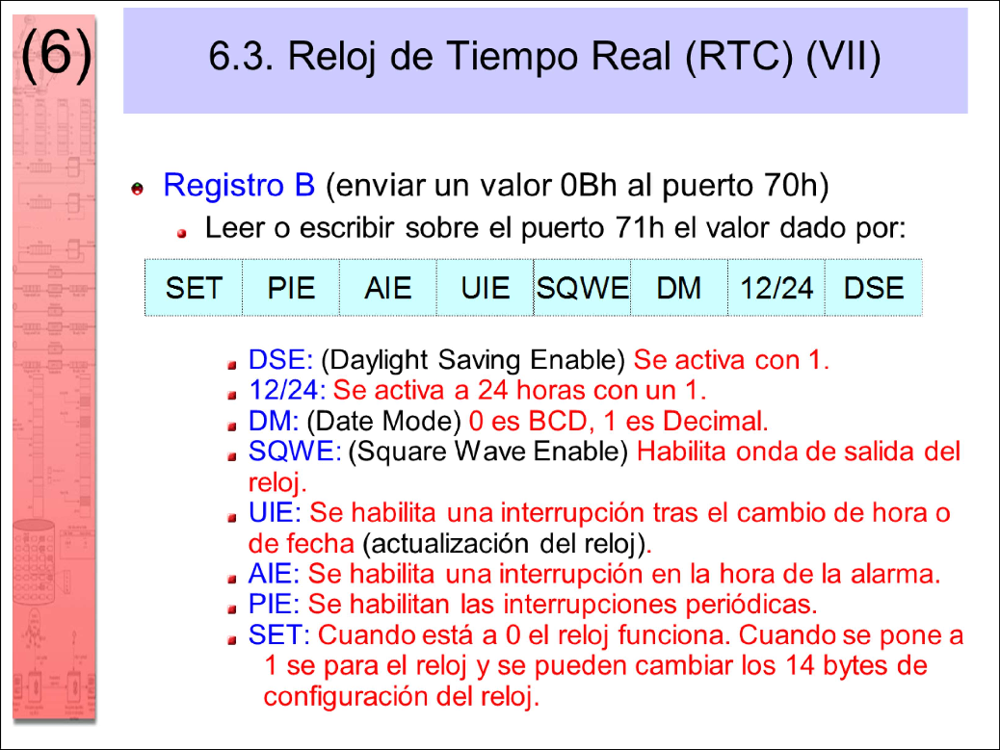 (6)
6.3. Reloj de Tiempo Real (RTC) (VII)
Registro B (enviar un valor 0Bh al puerto 70h)
Leer o escribir sobre el puerto 71h el valor dado por:
SET PIE AIE UIE SQWE DM 12/24 DSE
DSE: (Daylight Saving Enable) Se activa con 1.
12/24: Se activa a 24 horas con un 1.
DM: (Date Mode) 0 es BCD, 1 es Decimal.
SQWE: (Square Wave Enable) Habilita onda de salida del
reloj.
UIE: Se habilita una interrupción tras el cambio de hora o
de fecha (actualización del reloj).
AIE: Se habilita una interrupción en la hora de la alarma.
PIE: Se habilitan las interrupciones periódicas.
SET: Cuando está a 0 el reloj funciona. Cuando se pone a
1 se para el reloj y se pueden cambiar los 14 bytes de
configuración del reloj.